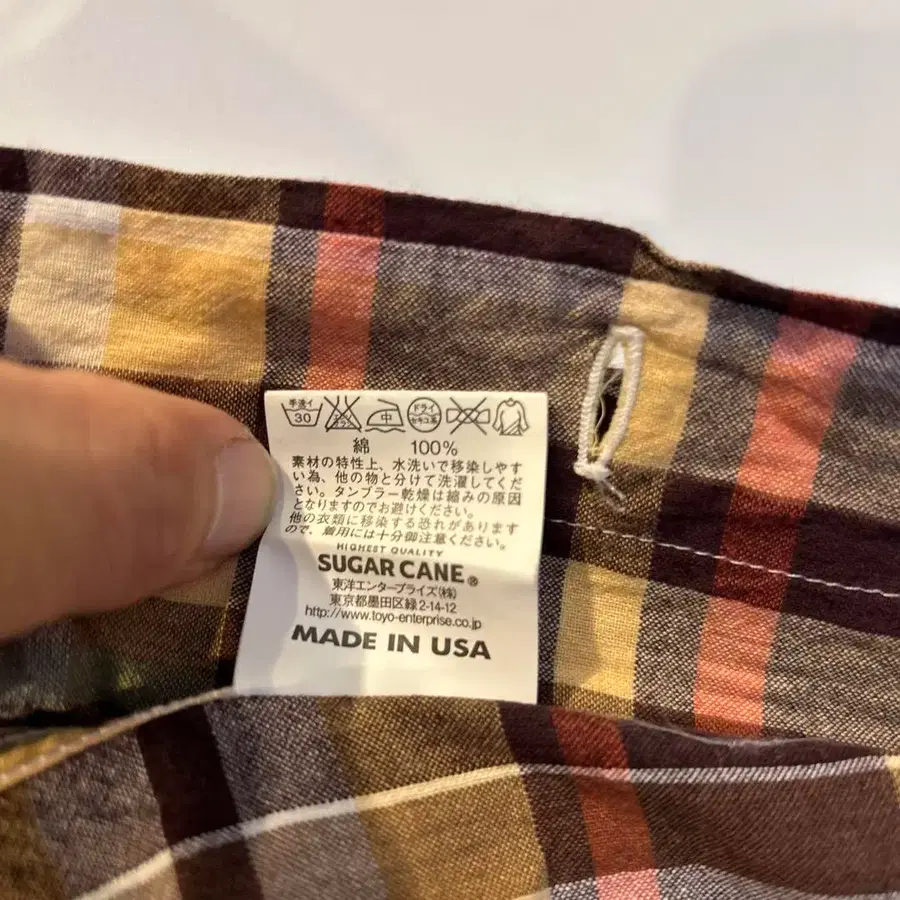 手洗イ 30 エンソサラシ 中 ドライ セキユ系
綿 100%
素材の特性上、水洗いで移染しやす
い為、他の物と分けて洗濯してくだ
さい。タンブラー乾燥は縮みの原因
となりますのでお避けください。
他の衣類に移染する恐れがあります
ので、着用には十分御注意ください。
HIGHEST QUALITY
SUGAR CANE®
東洋エンタープライズ(株)
東京都墨田区緑2-14-12
http://www.toyo-enterprise.co.jp
MADE IN USA